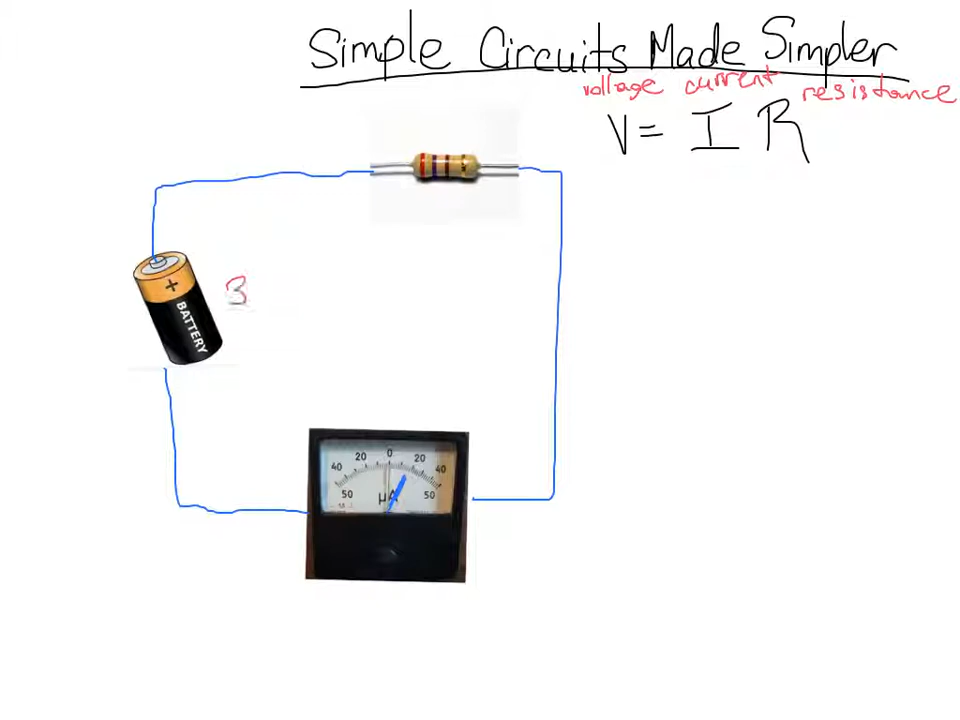 Simple Circuits Made Simpler
voltage current resistance
V = I R
+
BATTERY
3
40 20 0 20 40
50 µA 50